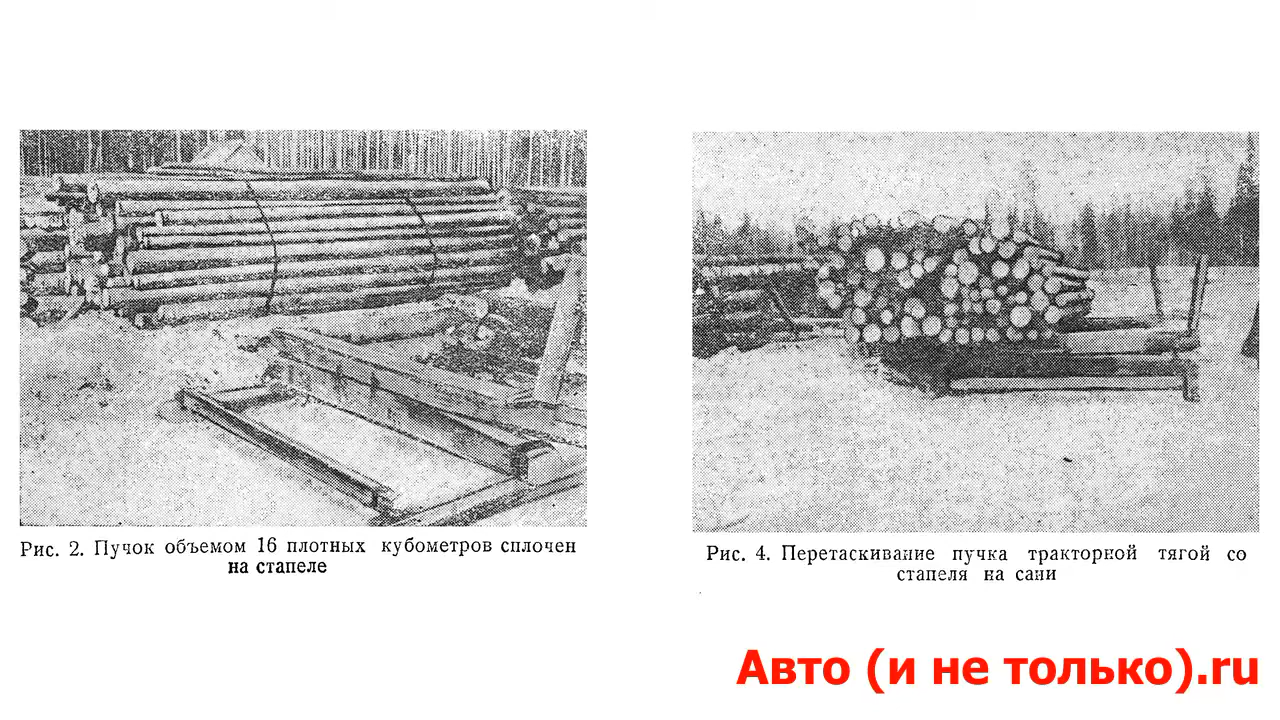 Рис. 2. Пучок объемом 16 плотных кубометров сплочен
на стапеле
Рис. 4. Перетаскивание пучка тракторной тягой со
стапеля на сани
Авто (и не только).ru